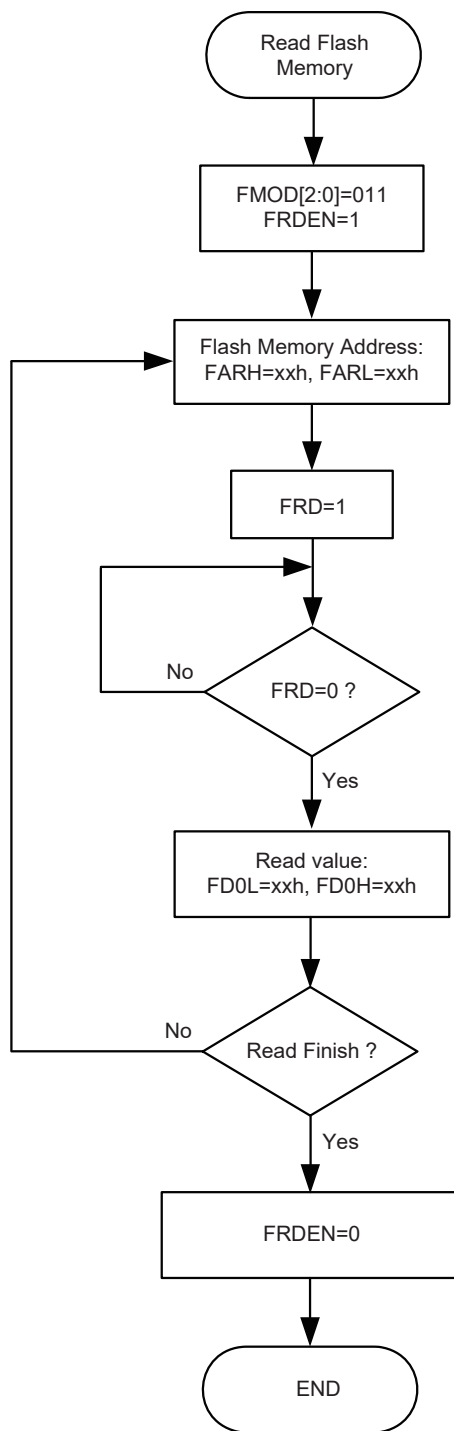 Read Flash
Memory
FMOD[2:0]=011
FRDEN=1
Flash Memory Address:
FARH=xxh, FARL=xxh
FRD=1
No
FRD=0 ?
Yes
Read value:
FD0L=xxh, FD0H=xxh
No
Read Finish ?
Yes
FRDEN=0
END